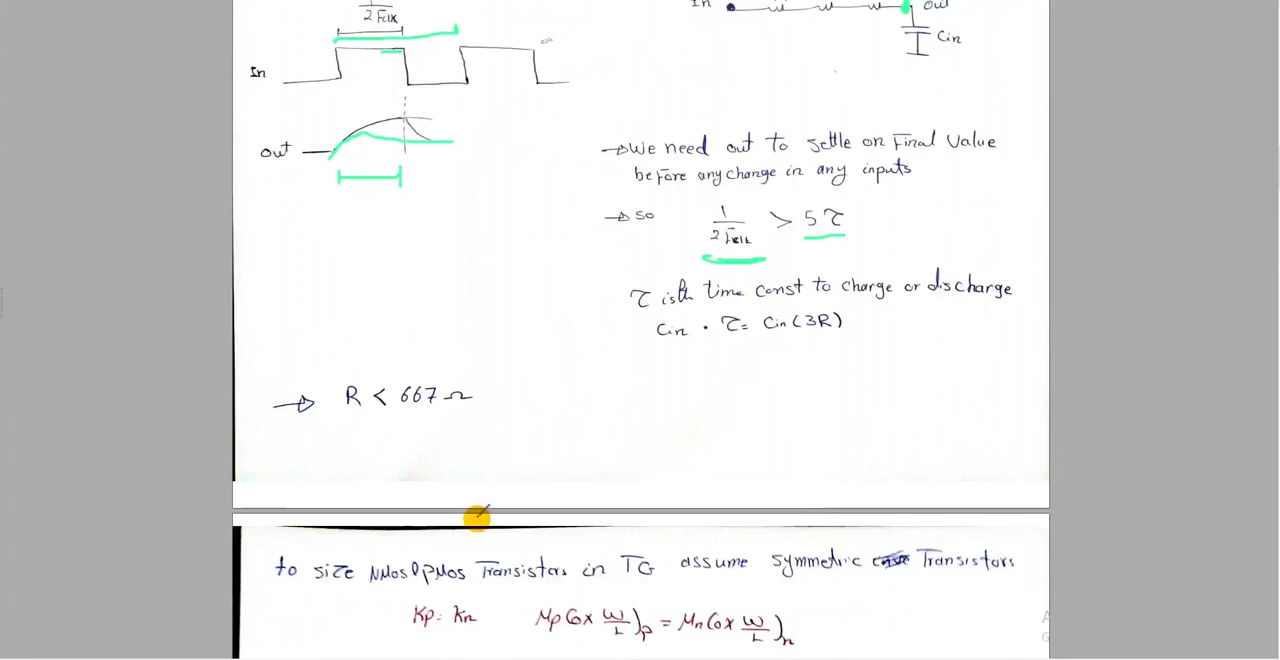 1
2 Fclk
In
out
Cin
In
out
→ We need out to settle on Final Value
before any change in any inputs
→ so 1/2 Fclk > 5τ
τ is the time const to charge or discharge
Cin . τ = Cin (3R)
→ R < 667 Ω
to size NMos & PMos Transistors in TG assume symmetric Transistors
Kp = Kn μp Cox W/L)p = μn Cox W/L)n